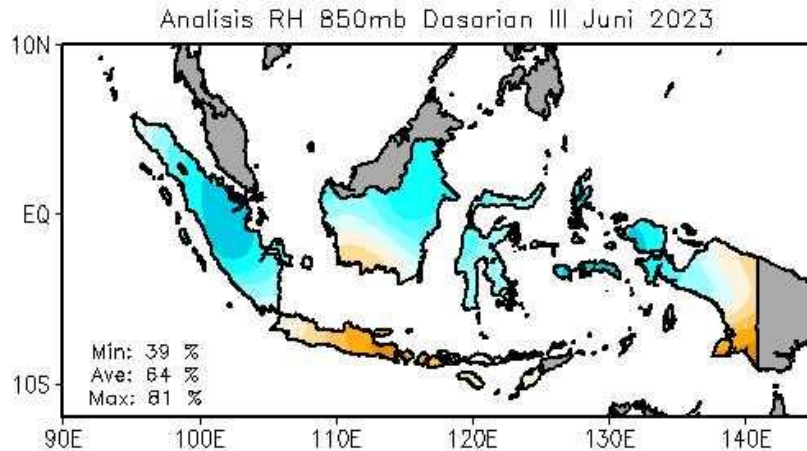 Analisis RH 850mb Dasarian III Juni 2023
10N
EQ
10S
Min: 39 %
Ave: 64 %
Max: 81 %
90E 100E 110E 120E 130E 140E